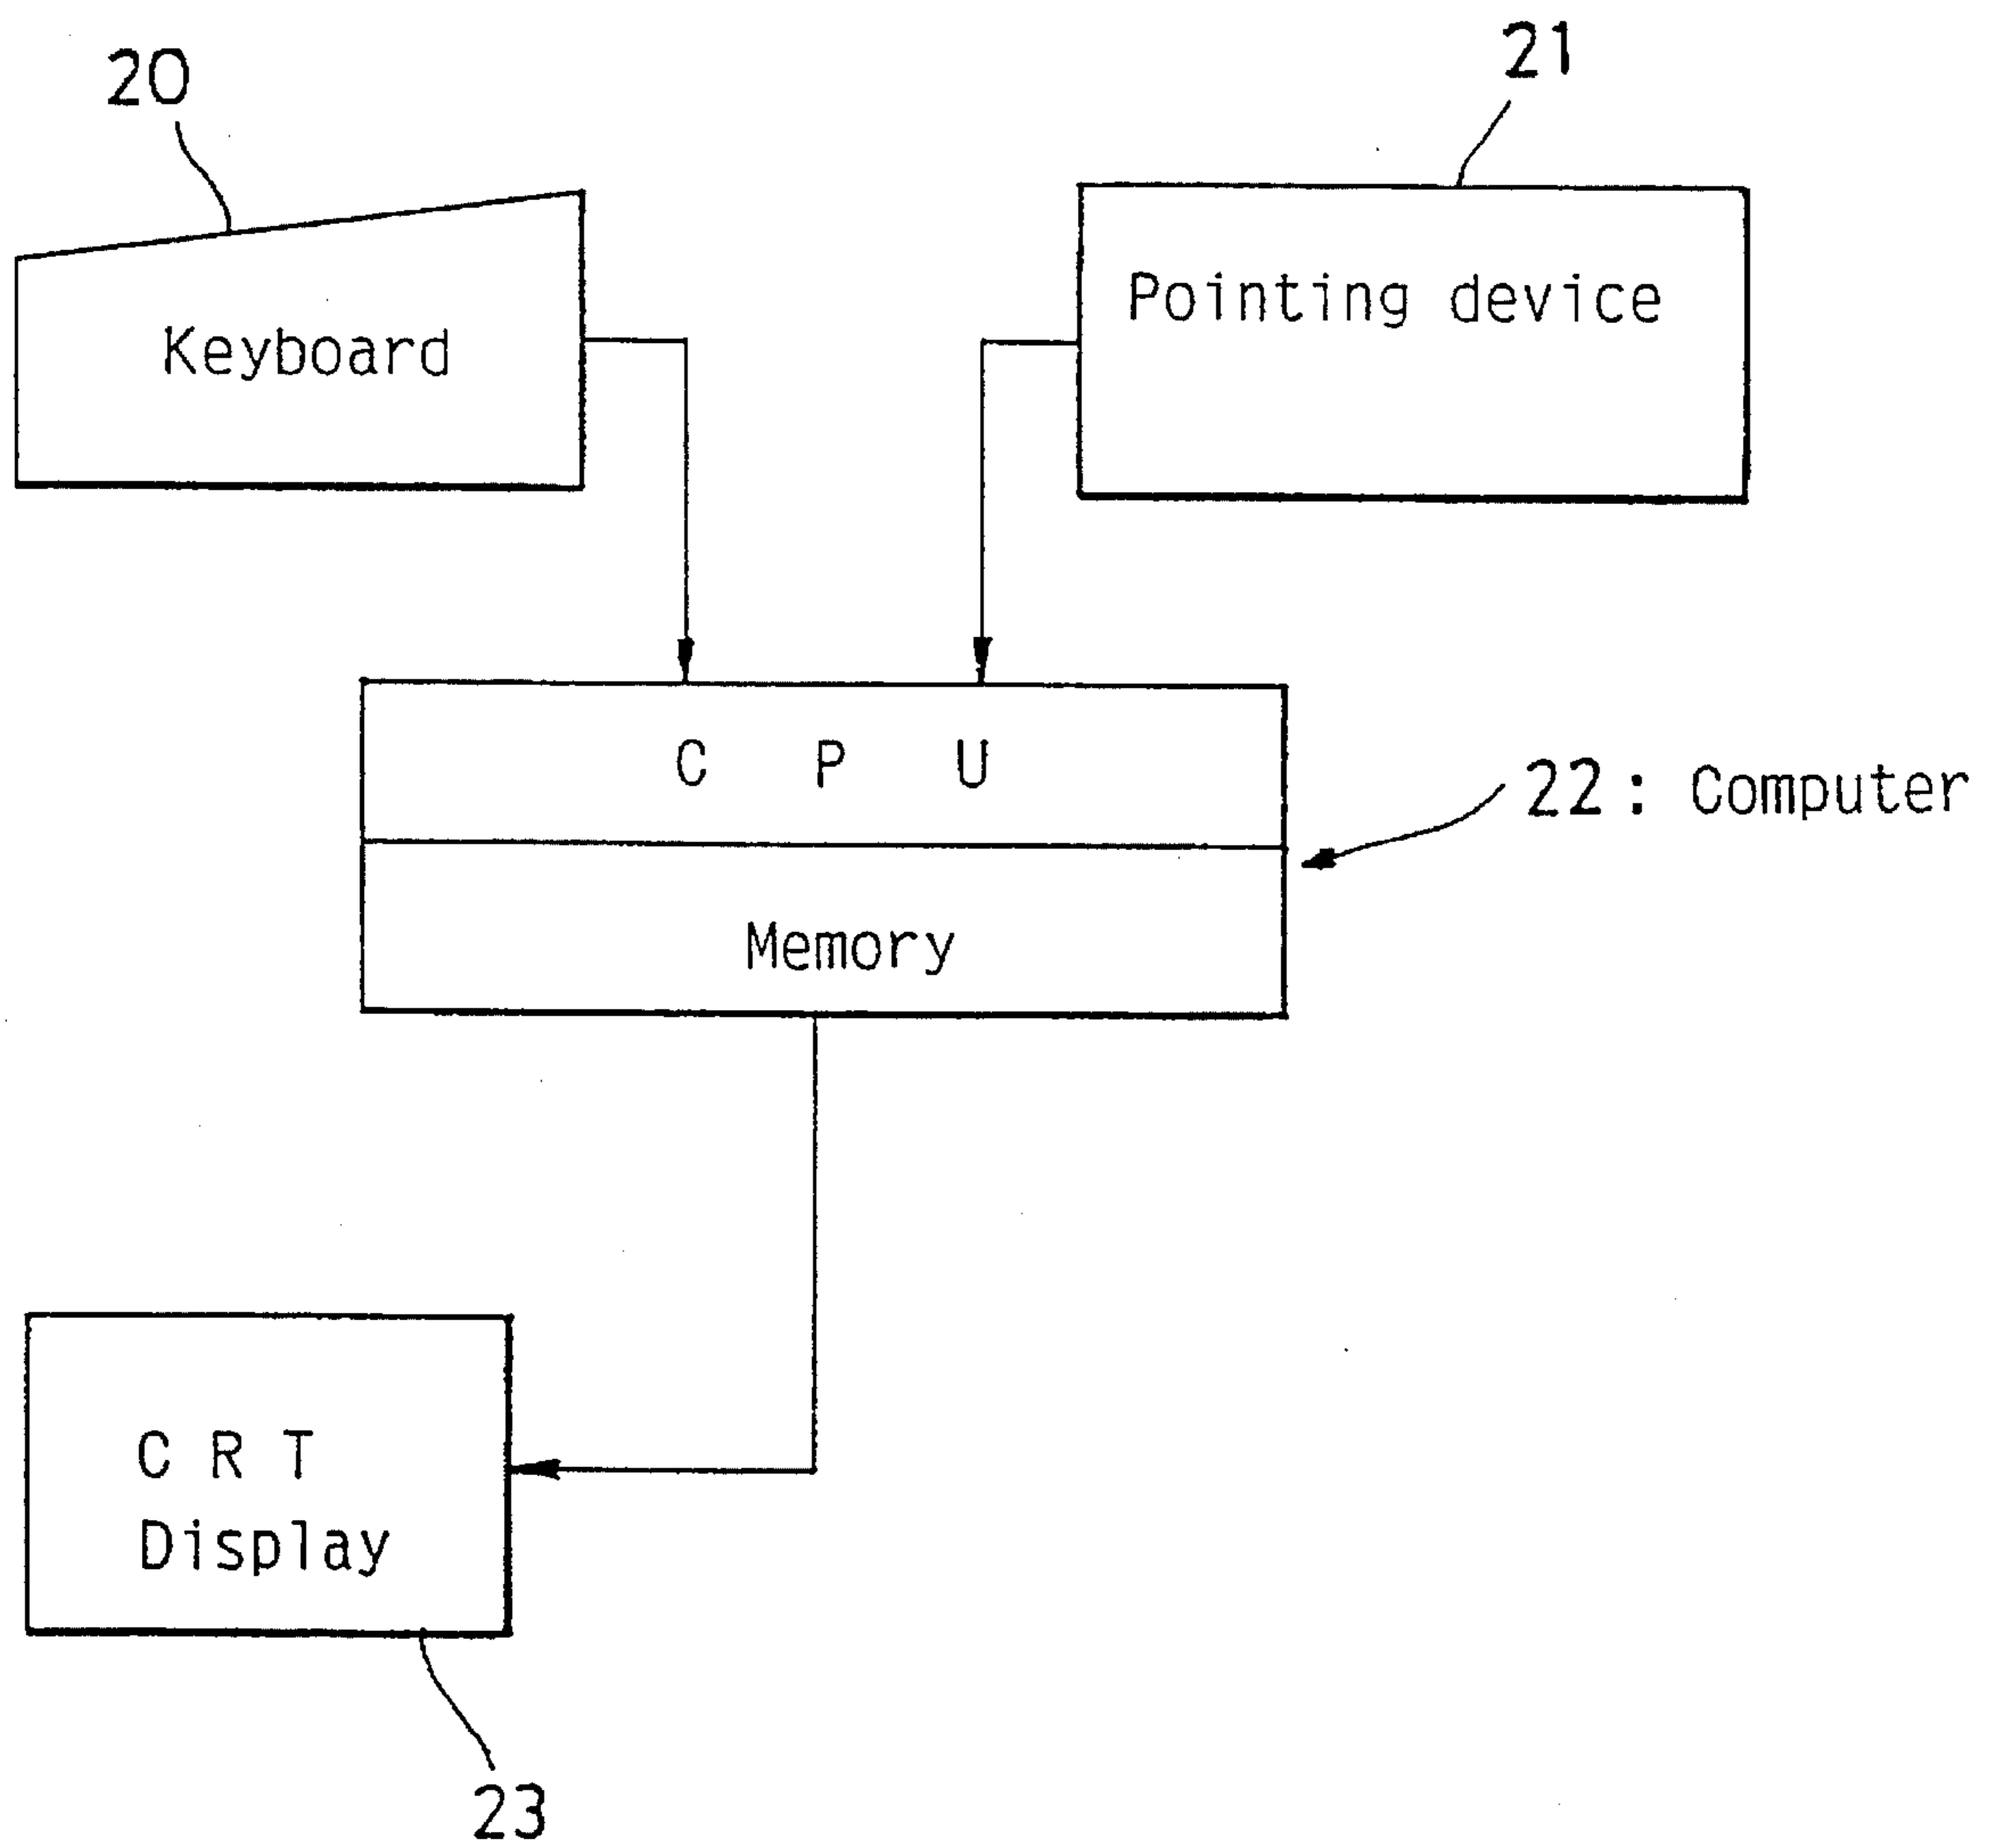 20
21
Keyboard
Pointing device
C P U
22: Computer
Memory
C R T
Display
23